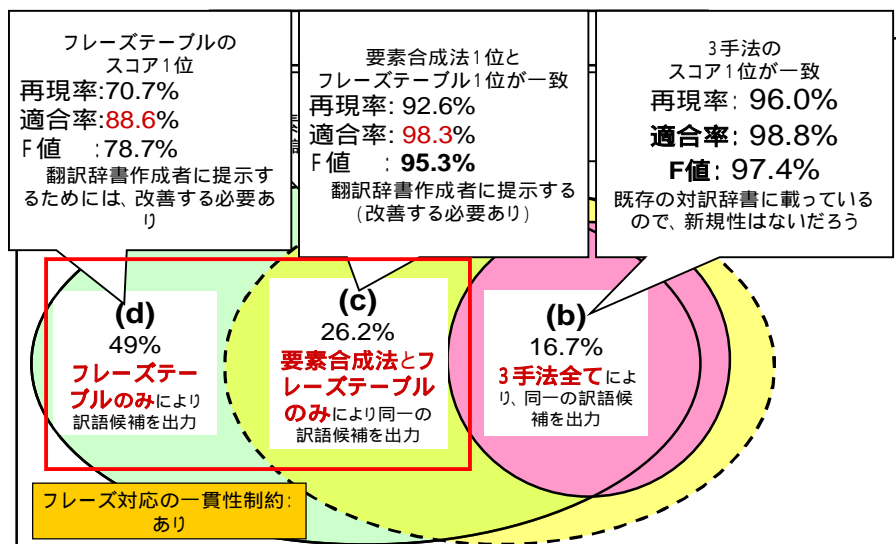 フレーズテーブルの
スコア1位
再現率:70.7%
適合率:88.6%
F値 :78.7%
翻訳辞書作成者に提示す
るためには、改善する必要あ
り
要素合成法1位と
フレーズテーブル1位が一致
再現率: 92.6%
適合率: 98.3%
F値 : 95.3%
翻訳辞書作成者に提示する
(改善する必要あり)
3手法の
スコア1位が一致
再現率: 96.0%
適合率: 98.8%
F値: 97.4%
既存の対訳辞書に載っている
ので、新規性はないだろう
(d)
49%
フレーズテー
ブルのみにより
訳語候補を出力
(c)
26.2%
要素合成法とフ
レーズテーブル
のみにより同一の
訳語候補を出力
(b)
16.7%
3手法全てによ
り、同一の訳語候
補を出力
フレーズ対応の一貫性制約:
あり